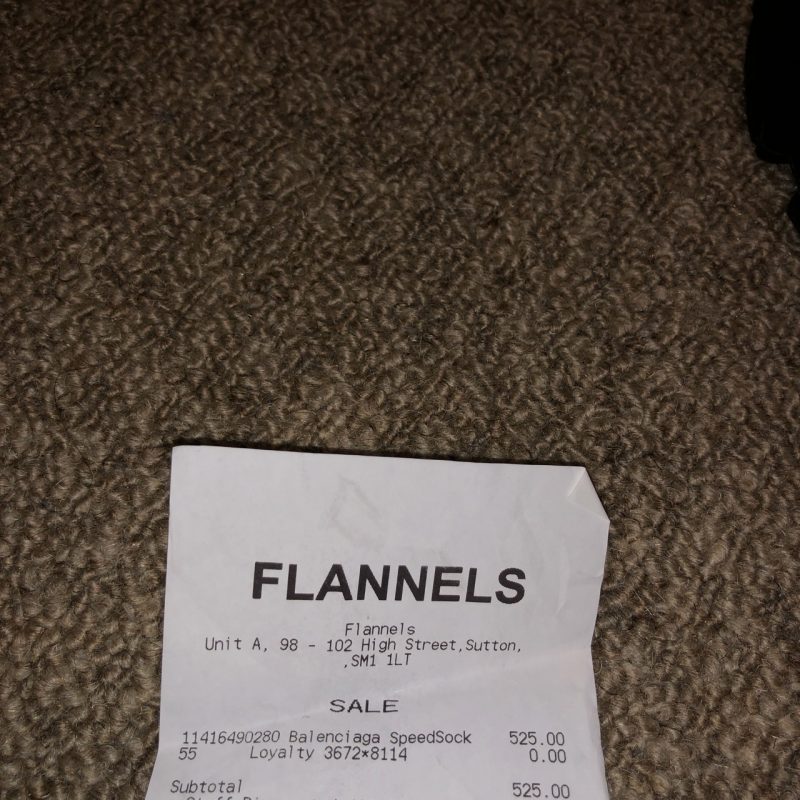 FLANNELS
Flannels
Unit A, 98 - 102 High Street,Sutton,
,SM1 1LT
SALE
11416490280 Balenciaga SpeedSock 525.00
55 Loyalty 3672*8114 0.00
Subtotal 525.00